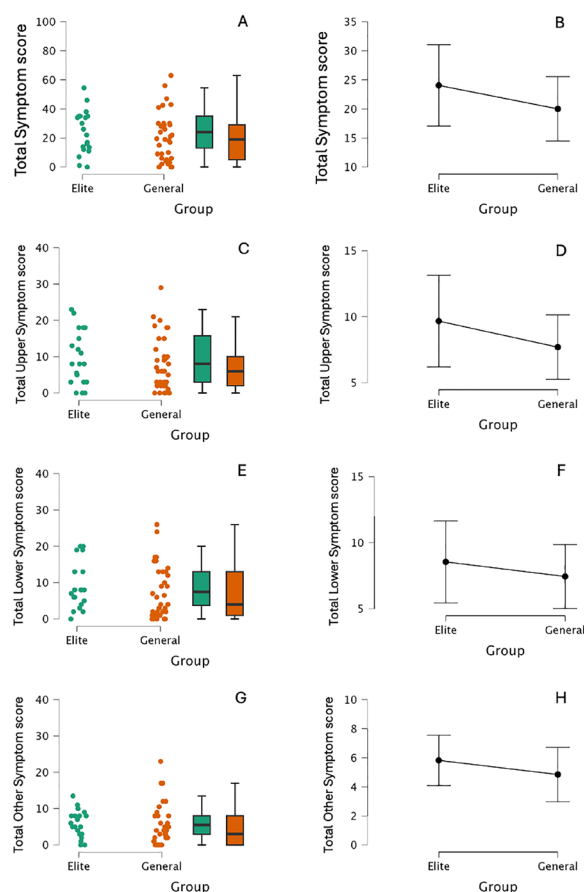 A
Total Symptom score
100
80
60
40
20
0
Elite
General
Group
B
Total Symptom score
35
30
25
20
15
10
Elite
General
Group
C
Total Upper Symptom score
40
30
20
10
0
Elite
General
Group
D
Total Upper Symptom score
15
10
5
Elite
General
Group
E
Total Lower Symptom score
40
30
20
10
0
Elite
General
Group
F
Total Lower Symptom score
15
10
5
Elite
General
Group
G
Total Other Symptom score
40
30
20
10
0
Elite
General
Group
H
Total Other Symptom score
10
8
6
4
2
0
Elite
General
Group